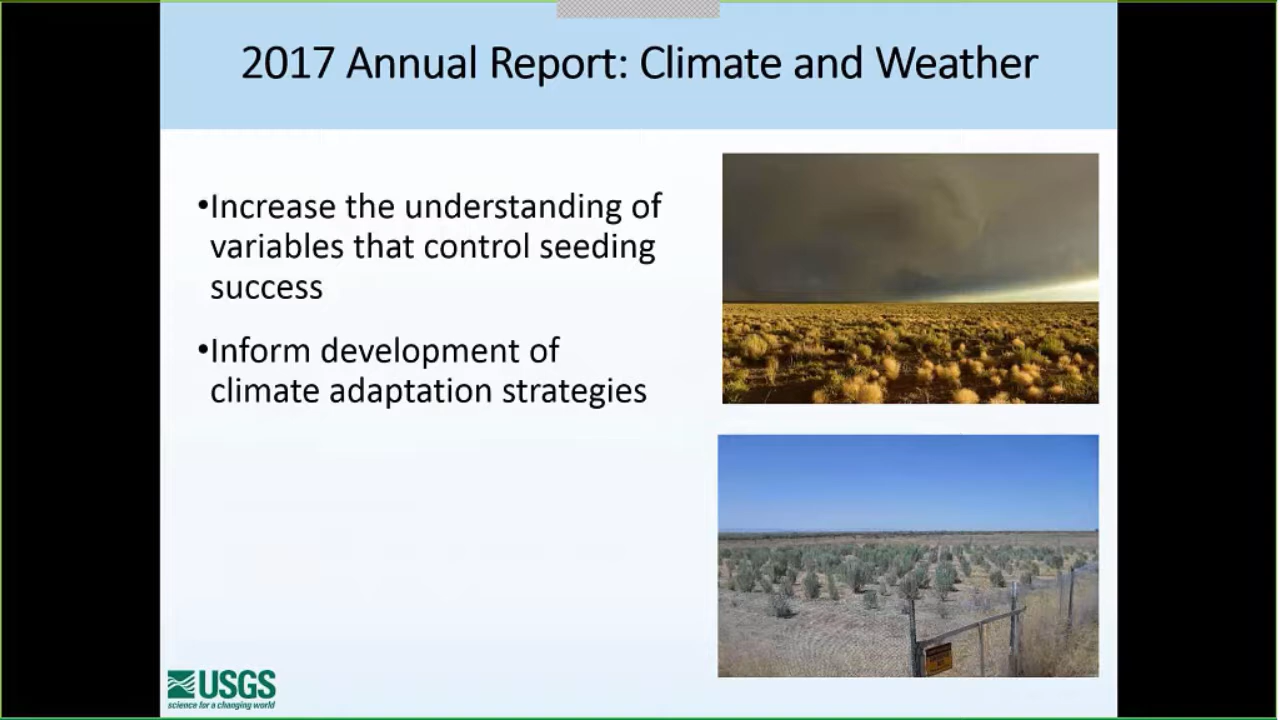 2017 Annual Report: Climate and Weather
•Increase the understanding of
variables that control seeding
success
•Inform development of
climate adaptation strategies
USGS
science for a changing world